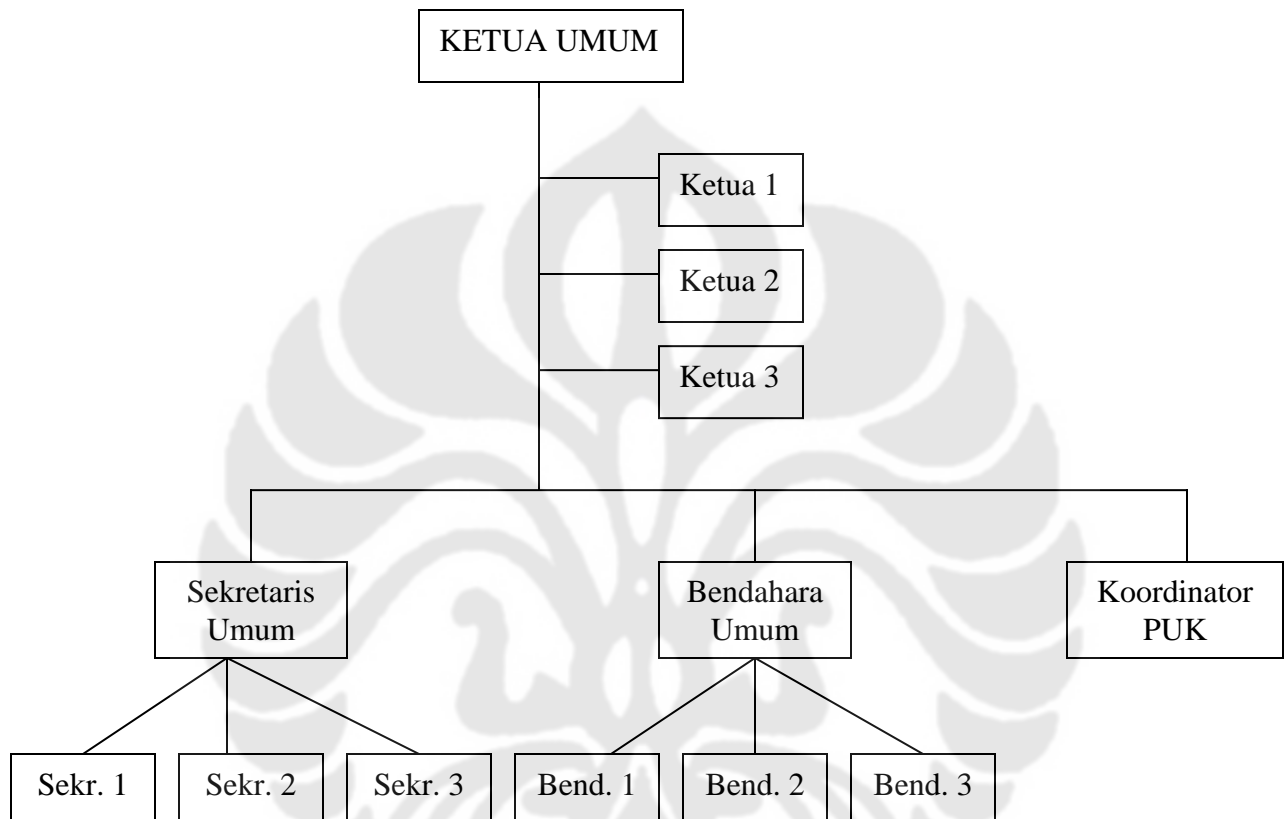 KETUA UMUM
Ketua 1
Ketua 2
Ketua 3
Sekretaris
Umum
Bendahara
Umum
Koordinator
PUK
Sekr. 1
Sekr. 2
Sekr. 3
Bend. 1
Bend. 2
Bend. 3